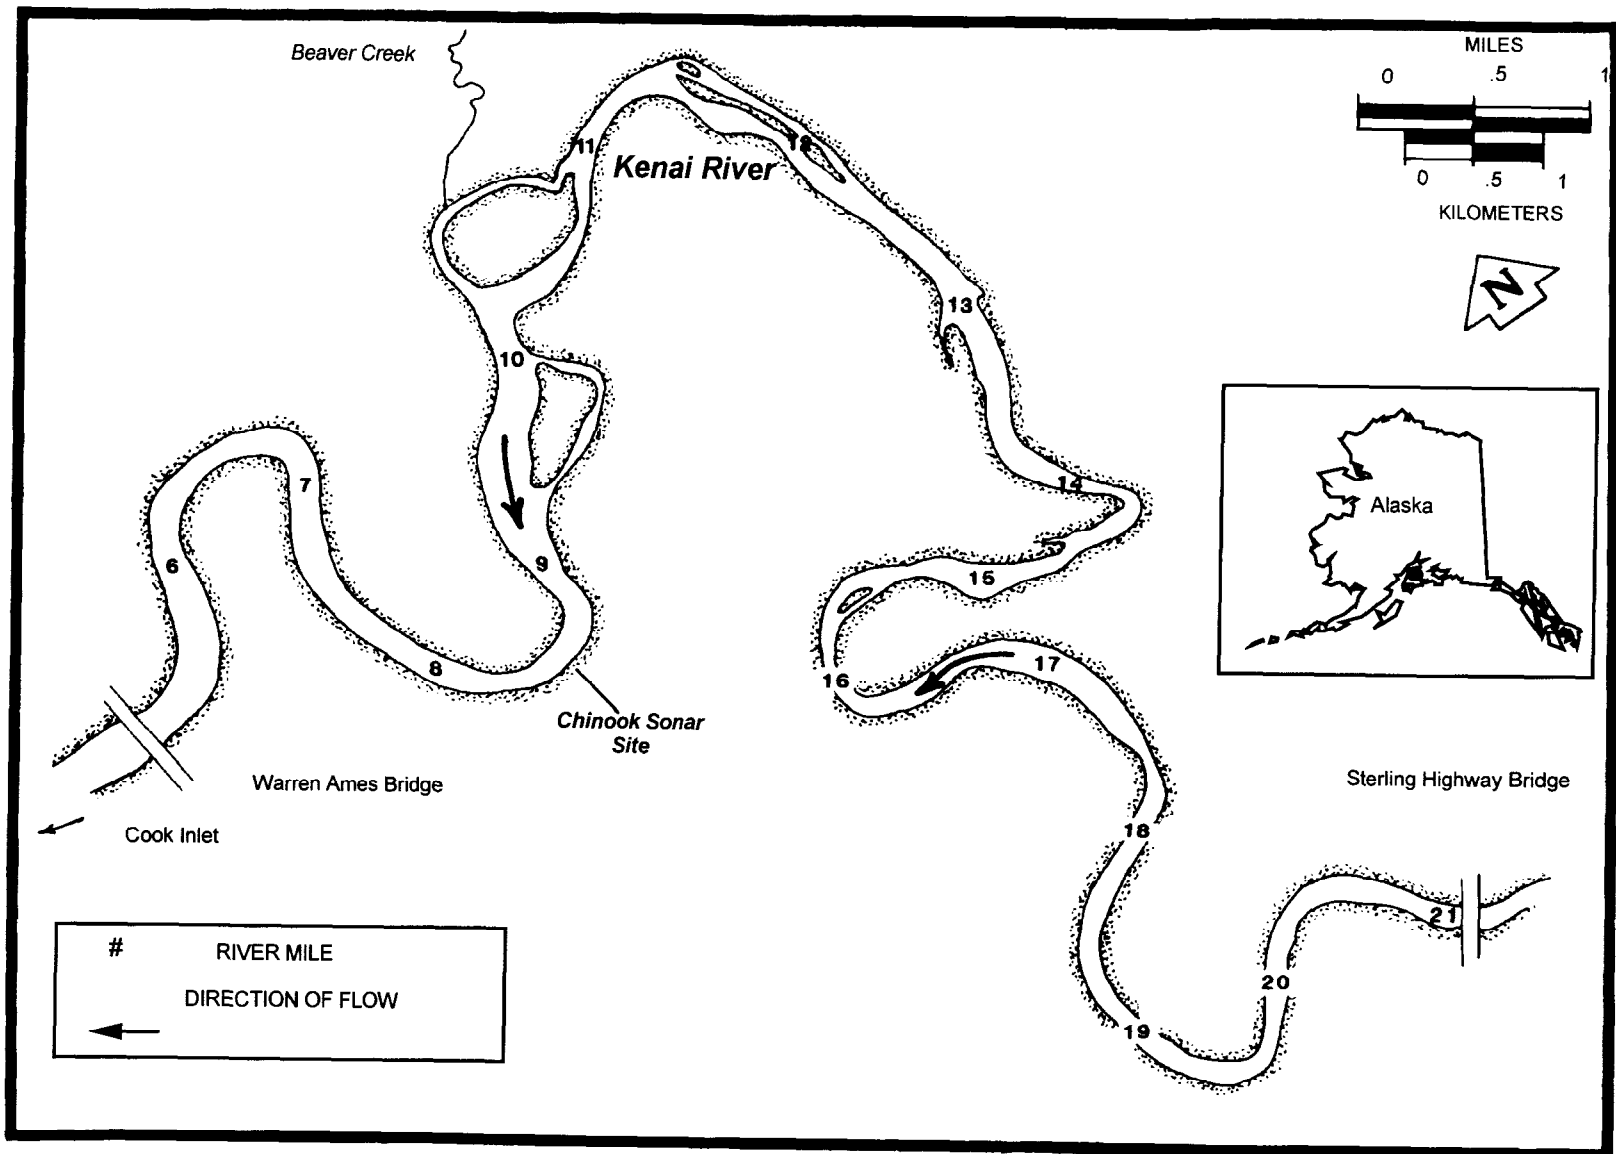 Beaver Creek
MILES
0 .5 1
0 .5 1
KILOMETERS
N
11
12
Kenai River
13
10
14
7
Alaska
6
9
15
8
16
17
Chinook Sonar
Site
Warren Ames Bridge
Sterling Highway Bridge
Cook Inlet
18
21
# RIVER MILE
DIRECTION OF FLOW
20
19